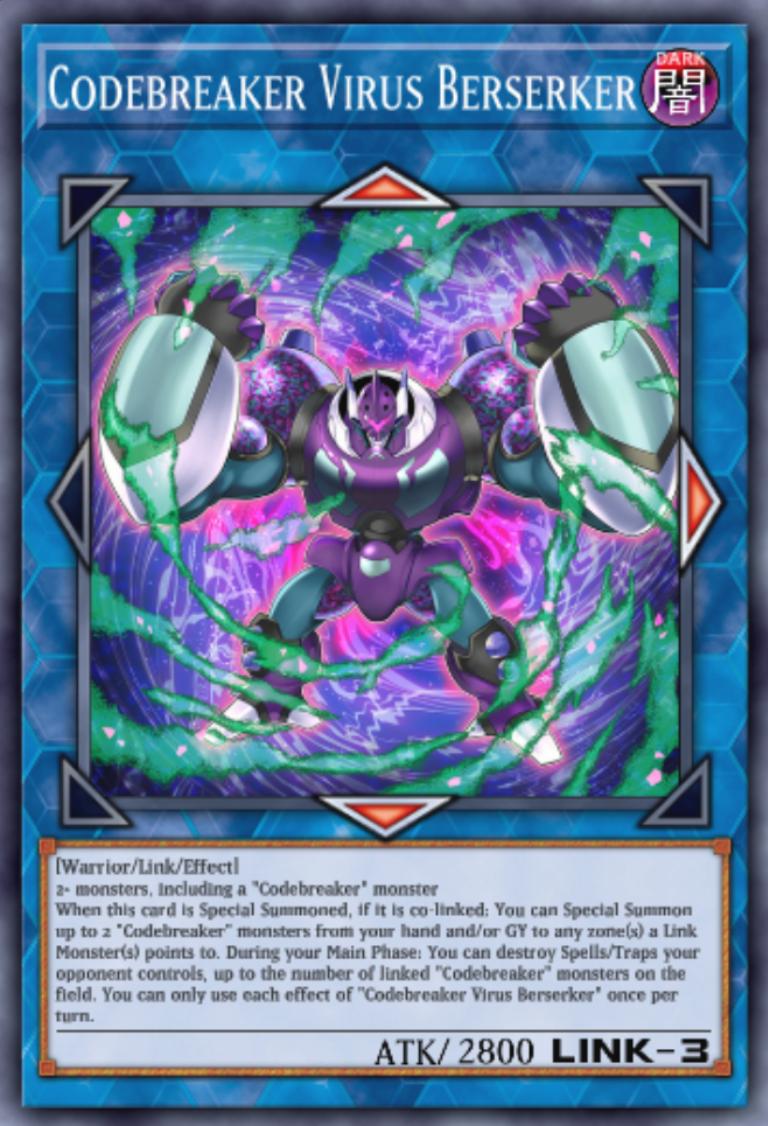 CODEBREAKER VIRUS BERSERKER
DARK
闇
[Warrior/Link/Effect]
2+ monsters, including a "Codebreaker" monster
When this card is Special Summoned, if it is co-linked: You can Special Summon
up to 2 "Codebreaker" monsters from your hand and/or GY to any zone(s) a Link
Monster(s) points to. During your Main Phase: You can destroy Spells/Traps your
opponent controls, up to the number of linked "Codebreaker" monsters on the
field. You can only use each effect of "Codebreaker Virus Berserker" once per
turn.
ATK/ 2800 LINK-3